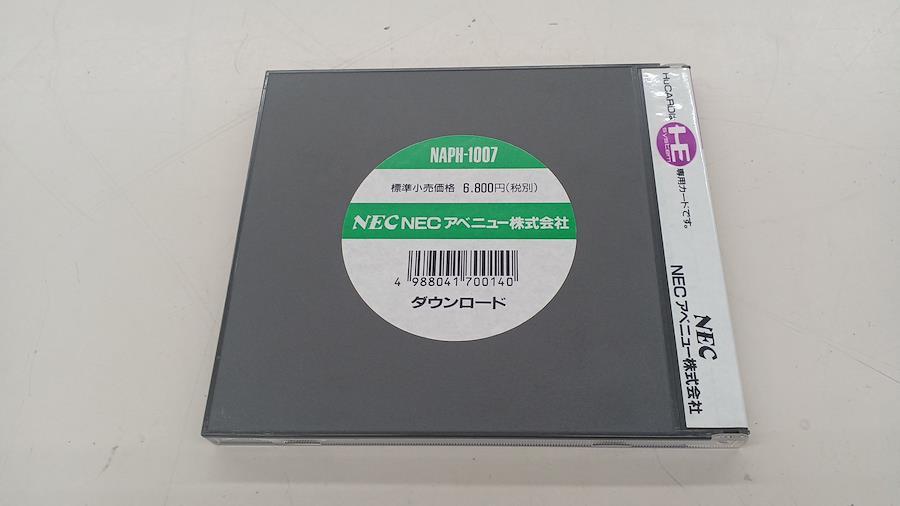 NAPH-1007
標準小売価格 6,800円(税別)
NEC NECアベニュー株式会社
4 988041 700140
ダウンロード
HuCARDは HE system 専用カードです。
NEC
NECアベニュー株式会社